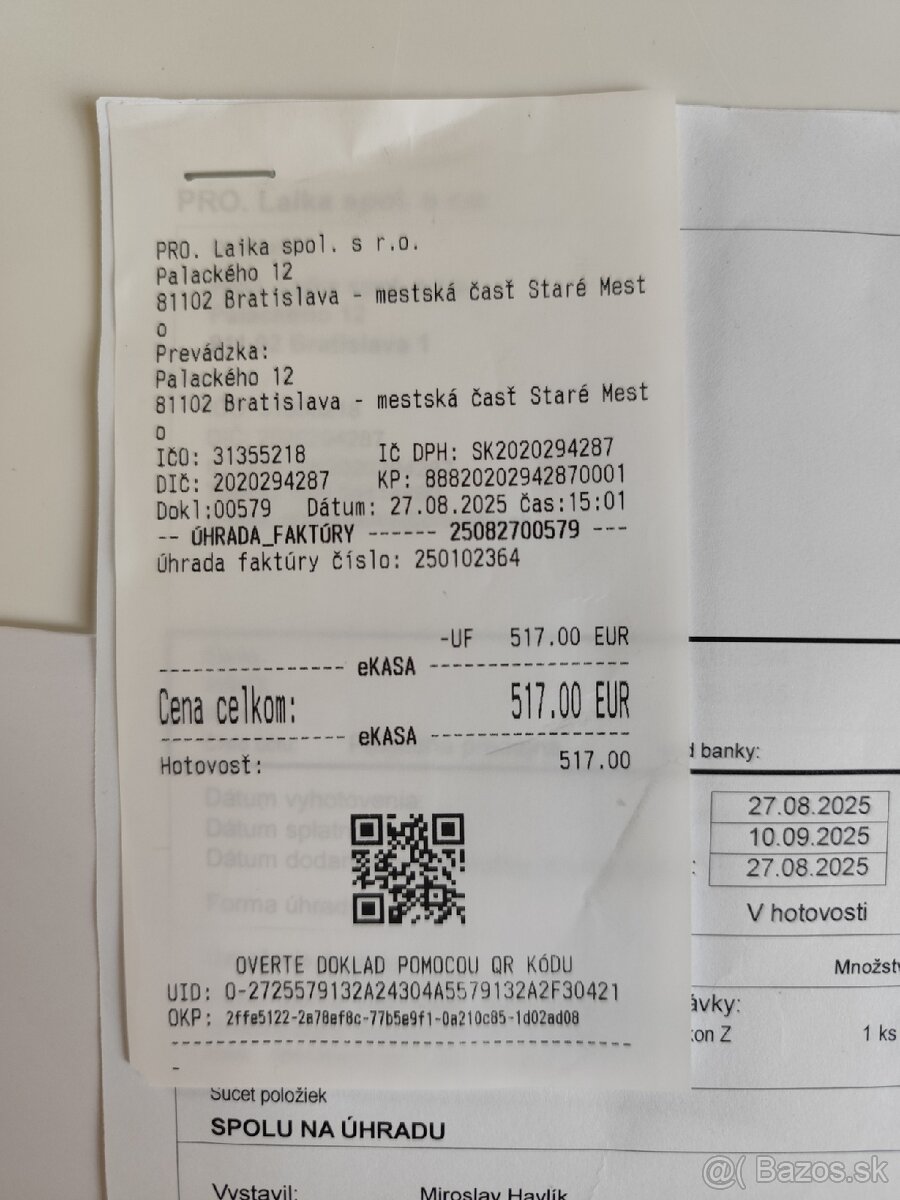 PRO. Laika spol. s r.o.
Palackého 12
81102 Bratislava - mestská časť Staré Mest
o
Prevádzka:
Palackého 12
81102 Bratislava - mestská časť Staré Mest
o
IČO: 31355218 IČ DPH: SK2020294287
DIČ: 2020294287 KP: 88820202942870001
Dokl:00579 Dátum: 27.08.2025 Čas:15:01
-- ÚHRADA_FAKTÚRY ------ 25082700579 ---
Úhrada faktúry číslo: 250102364
-UF 517.00 EUR
---------------- eKASA -----------------
Cena celkom: 517.00 EUR
---------------- eKASA -----------------
Hotovosť: 517.00
OVERTE DOKLAD POMOCOU QR KÓDU
UID: O-2725579132A24304A5579132A2F30421
OKP: 2ffe5122-2a78ef8c-77b5e9f1-0a210c85-1d02ad08
----------------------------------------
-
d banky:
27.08.2025
10.09.2025
: 27.08.2025
V hotovosti
Množstv
ávky:
kon Z 1 ks
Súčet položiek
SPOLU NA ÚHRADU
Vystavil: Miroslav Havlík
@( Bazos.sk